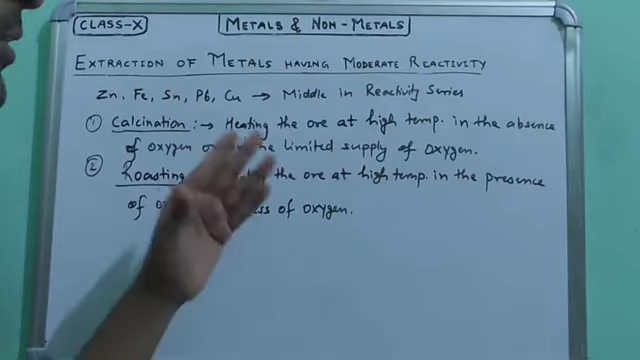 CLASS-X
METALS & NON-METALS
EXTRACTION OF METALS HAVING MODERATE REACTIVITY
Zn, Fe, Sn, Pb, Cu → Middle in Reactivity Series
① Calcination :→ Heating the ore at high temp. in the absence
of oxygen or the limited supply of oxygen.
② Roasting the ore at high temp. in the presence
of of oxygen.